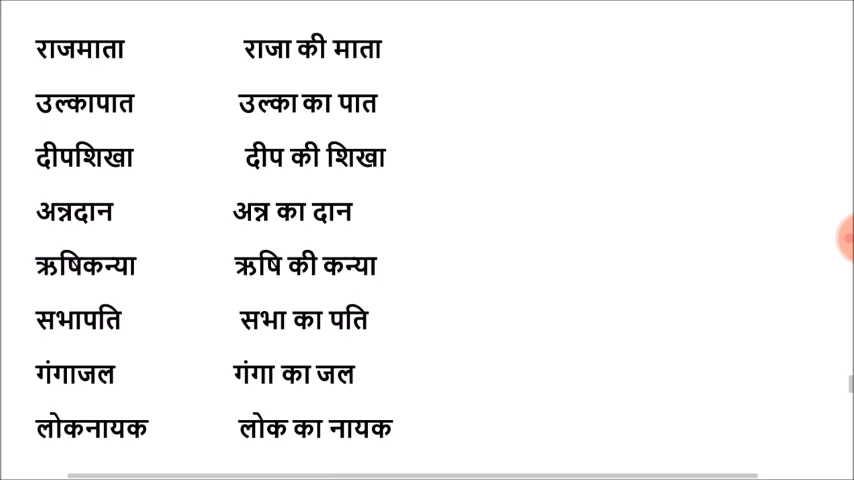 राजमाता राजा की माता
उल्कापात उल्का का पात
दीपशिखा दीप की शिखा
अन्नदान अन्न का दान
ऋषिकन्या ऋषि की कन्या
सभापति सभा का पति
गंगाजल गंगा का जल
लोकनायक लोक का नायक